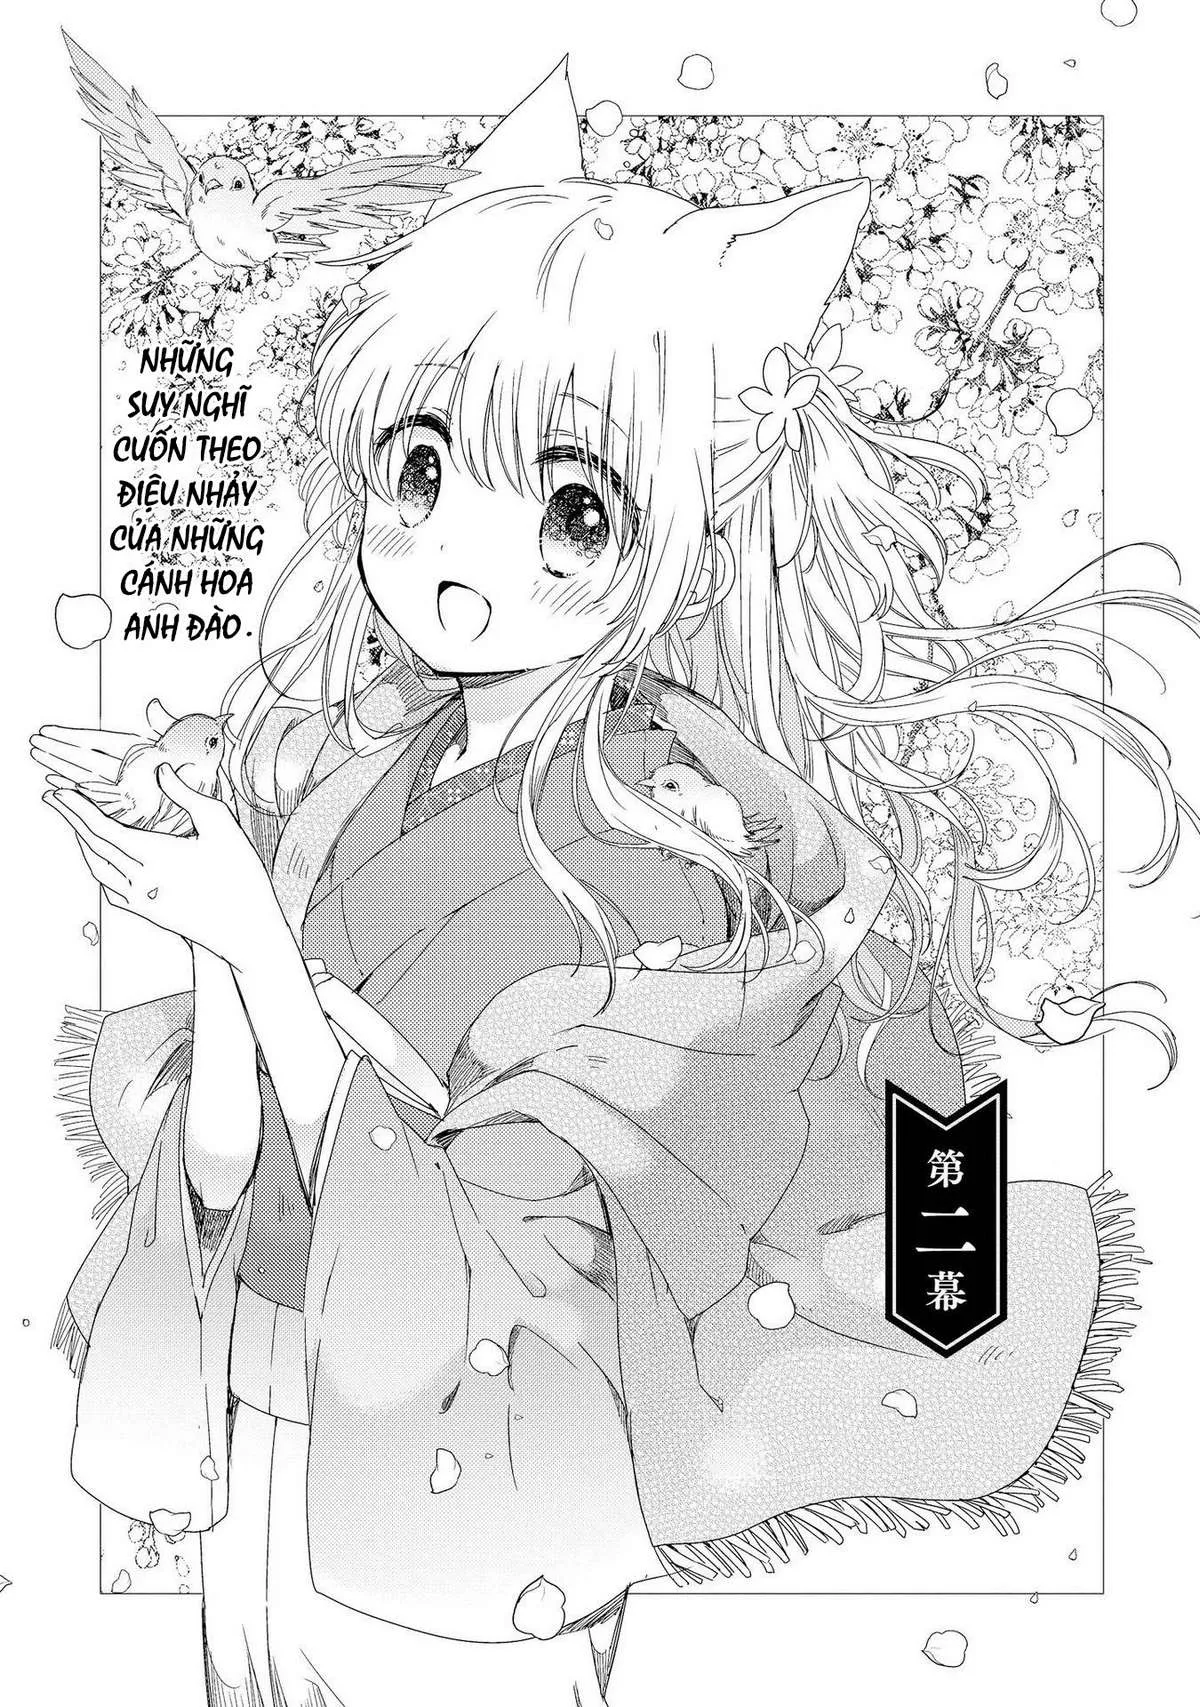 NHỮNG
SUY NGHĨ
CUỐN THEO
ĐIỆU NHẢY
CỦA NHỮNG
CÁNH HOA
ANH ĐÀO.
第二幕